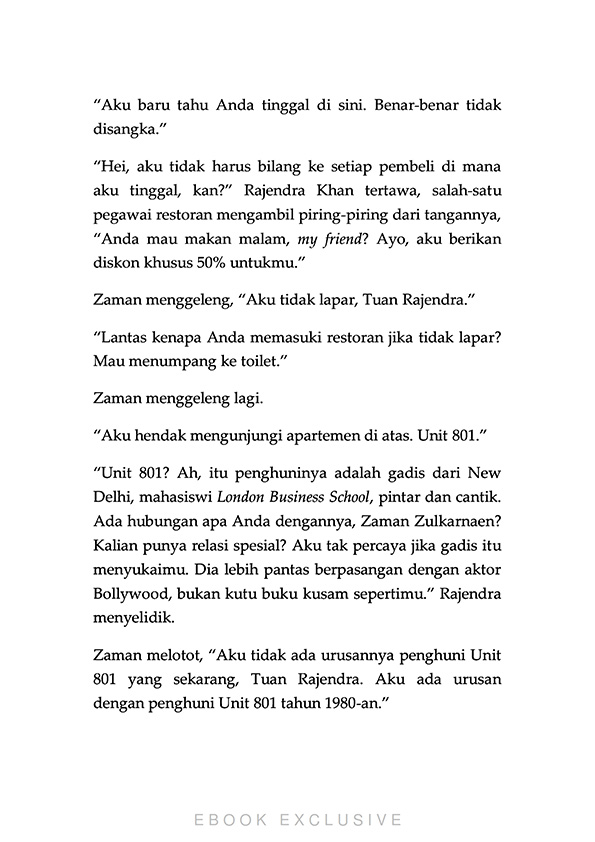 “Aku baru tahu Anda tinggal di sini. Benar-benar tidak
disangka.”
“Hei, aku tidak harus bilang ke setiap pembeli di mana
aku tinggal, kan?” Rajendra Khan tertawa, salah-satu
pegawai restoran mengambil piring-piring dari tangannya,
“Anda mau makan malam, my friend? Ayo, aku berikan
diskon khusus 50% untukmu.”
Zaman menggeleng, “Aku tidak lapar, Tuan Rajendra.”
“Lantas kenapa Anda memasuki restoran jika tidak lapar?
Mau menumpang ke toilet.”
Zaman menggeleng lagi.
“Aku hendak mengunjungi apartemen di atas. Unit 801.”
“Unit 801? Ah, itu penghuninya adalah gadis dari New
Delhi, mahasiswi London Business School, pintar dan cantik.
Ada hubungan apa Anda dengannya, Zaman Zulkarnaen?
Kalian punya relasi spesial? Aku tak percaya jika gadis itu
menyukaimu. Dia lebih pantas berpasangan dengan aktor
Bollywood, bukan kutu buku kusam sepertimu.” Rajendra
menyelidik.
Zaman melotot, “Aku tidak ada urusannya penghuni Unit
801 yang sekarang, Tuan Rajendra. Aku ada urusan
dengan penghuni Unit 801 tahun 1980-an.”
EBOOK EXCLUSIVE